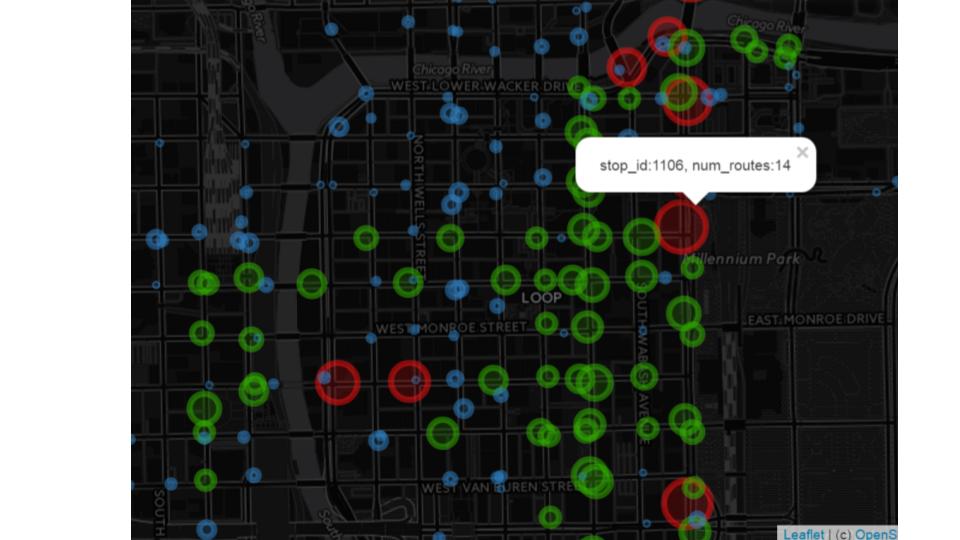 Chicago River
Chicago River
WEST LOWER WACKER DRIVE
stop_id:1106, num_routes:14
×
NORTH WELLS STREET
Millennium Park
LOOP
WEST MONROE STREET
EAST MONROE DRIVE
SOUTH WABASH AVENUE
WEST VAN BUREN STREE
SOUTH
Leaflet | (c) OpenS